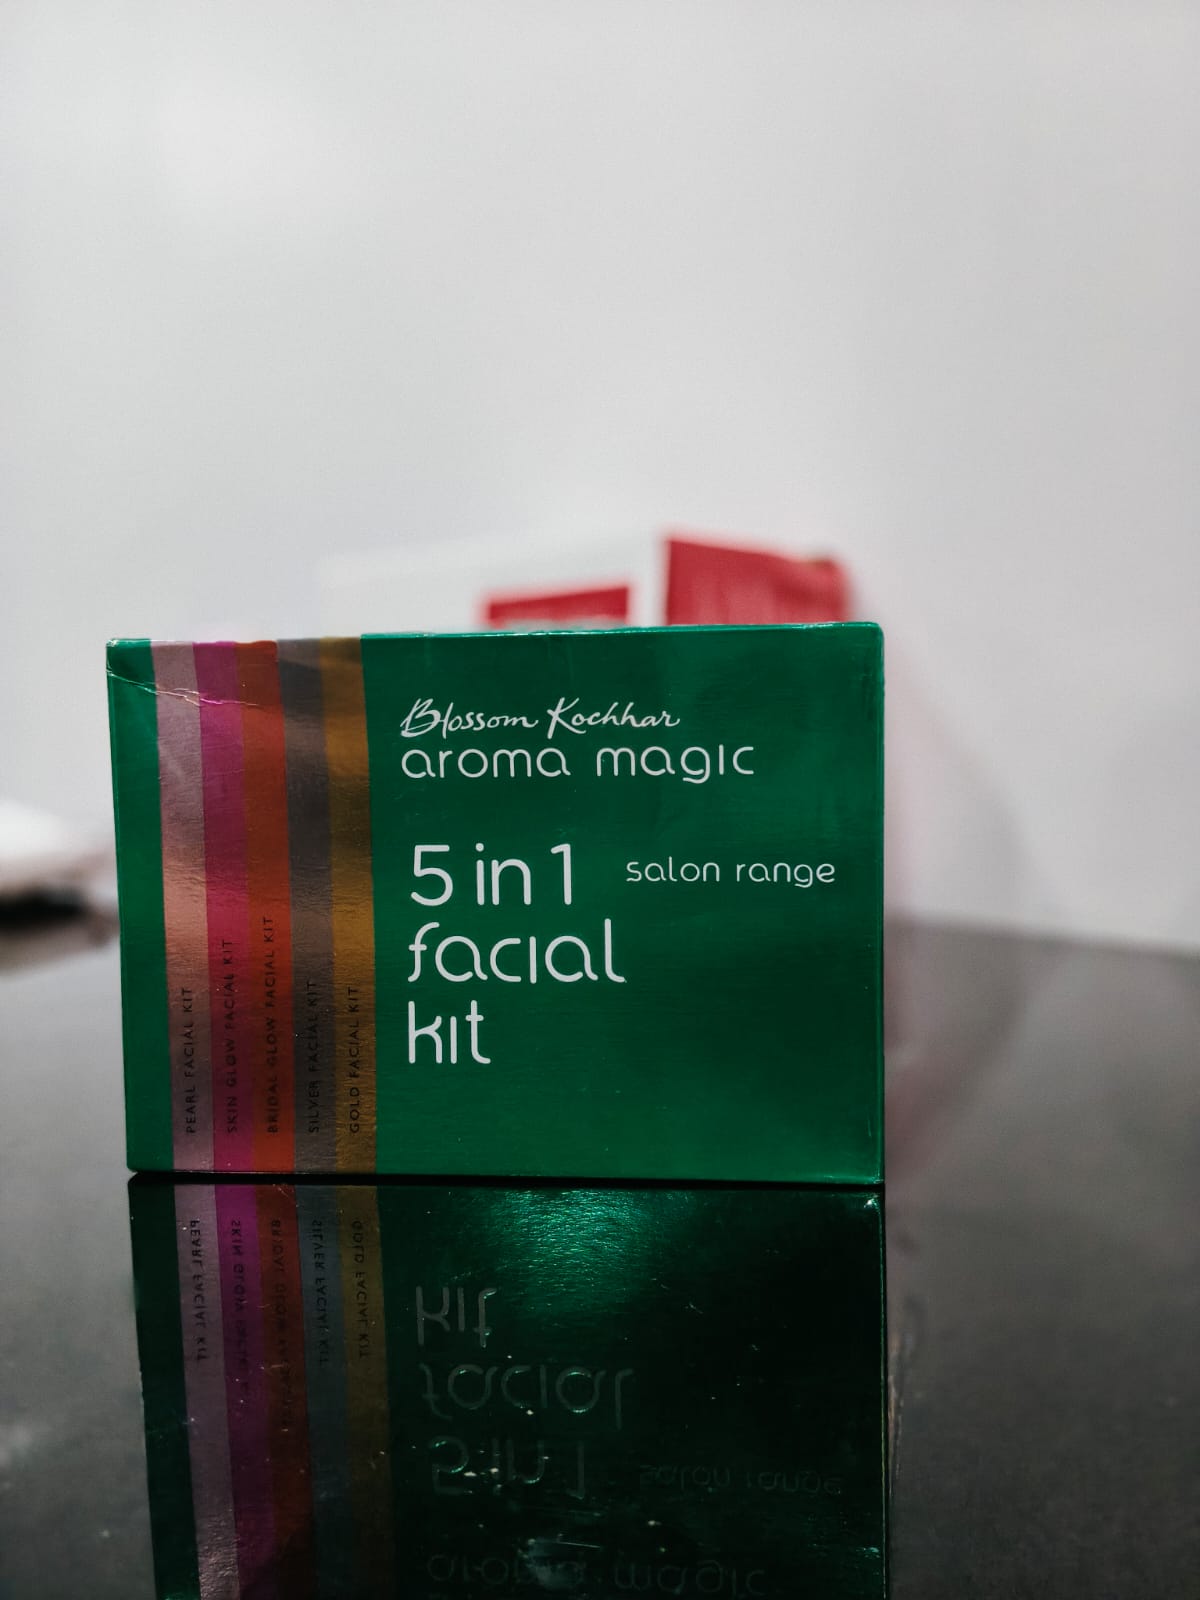 Blossom Kochhar
aroma magic
5 in 1 salon range
facial
kit
PEARL FACIAL KIT
SKIN GLOW FACIAL KIT
BRIDAL GLOW FACIAL KIT
SILVER FACIAL KIT
GOLD FACIAL KIT